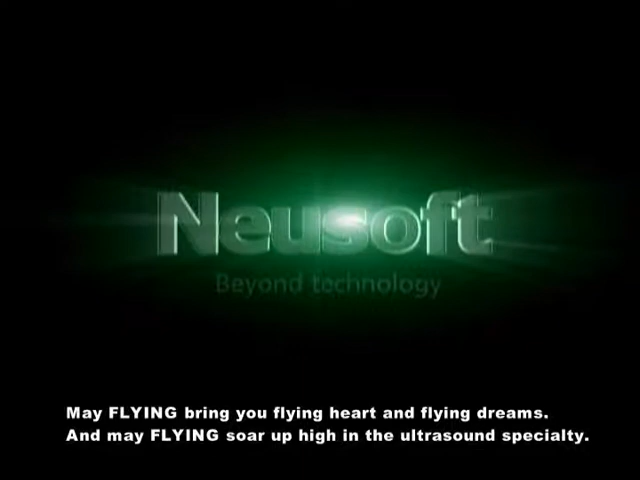 Neusoft
Beyond technology
May FLYING bring you flying heart and flying dreams.
And may FLYING soar up high in the ultrasound specialty.